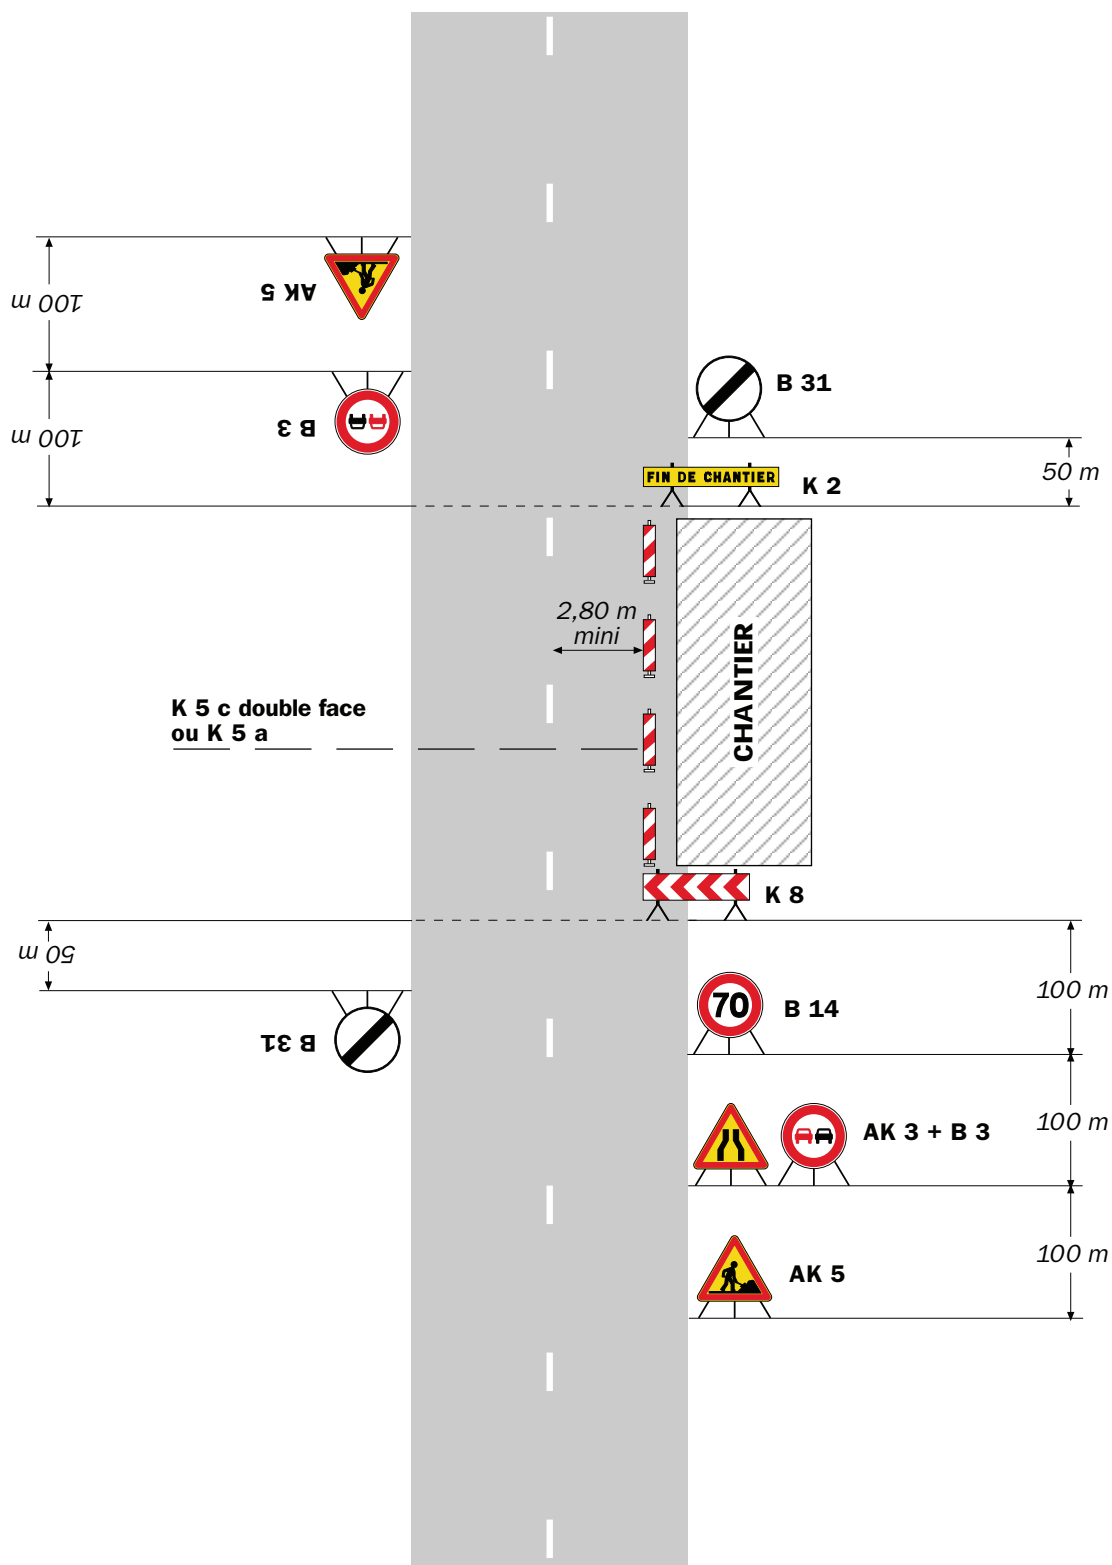 AK 5
100 m
B 3
100 m
B 31
50 m
FIN DE CHANTIER
K 2
2,80 m
mini
CHANTIER
K 5 c double face
ou K 5 a
K 8
50 m
B 31
70
B 14
100 m
AK 3 + B 3
100 m
AK 5
100 m